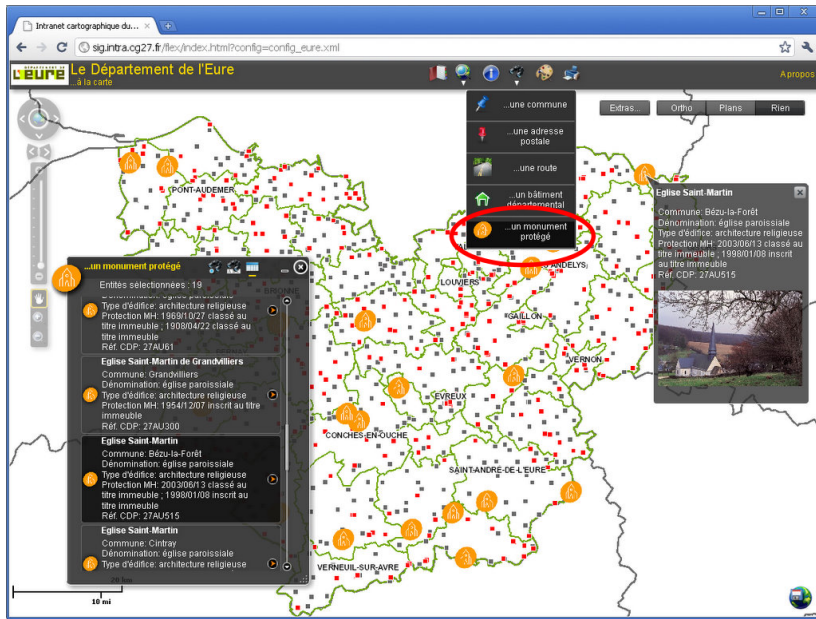 Intranet cartographique du...
sig.intra.cg27.fr/flex/index.html?config=config_eure.xml
L'eure
Le Département de l'Eure
...à la carte
A propos
...une commune
...une adresse
postale
...une route
...un bâtiment
départemental
...un monument
protégé
Extras...
Ortho
Plans
Rien
PONT-AUDEMER
BRIONNE
LOUVIERS
GAILLON
VERNON
EVREUX
CONCHES-EN-OUCHE
SAINT-ANDRE-DE-L'EURE
VERNEUIL-SUR-AVRE
Eglise Saint-Martin
Commune: Bézu-la-Forêt
Dénomination: église paroissiale
Type d'édifice: architecture religieuse
Protection MH: 2003/06/13 classé au
titre immeuble ; 1998/01/08 inscrit
au titre immeuble
Réf. CDP: 27AU515
...un monument protégé
Entités sélectionnées : 19
Dénomination: église paroissiale
Type d'édifice: architecture religieuse
Protection MH: 1969/10/27 classé au
titre immeuble ; 1908/04/22 classé au
titre immeuble
Réf. CDP: 27AU61
Eglise Saint-Martin de Grandvilliers
Commune: Grandvilliers
Dénomination: église paroissiale
Type d'édifice: architecture religieuse
Protection MH: 1954/12/07 inscrit au titre
immeuble
Réf. CDP: 27AU300
Eglise Saint-Martin
Commune: Bézu-la-Forêt
Dénomination: église paroissiale
Type d'édifice: architecture religieuse
Protection MH: 2003/06/13 classé au
titre immeuble ; 1998/01/08 inscrit au
titre immeuble
Réf. CDP: 27AU515
Eglise Saint-Martin
Commune: Cintray
Dénomination: église paroissiale
Type d'édifice: architecture religieuse
20 km
10 mi